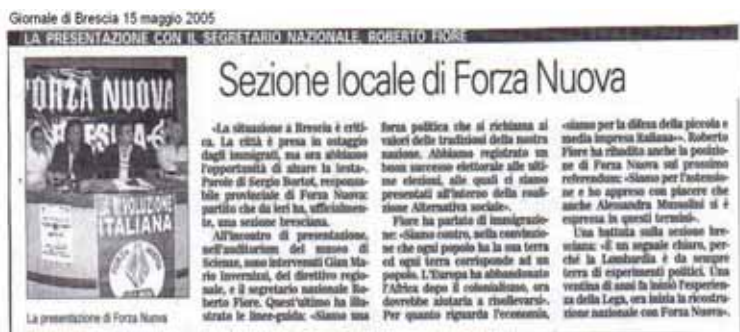 Giornale di Brescia 15 maggio 2005
LA PRESENTAZIONE CON IL SEGRETARIO NAZIONALE, ROBERTO FIORE
Sezione locale di Forza Nuova
FORZA NUOVA
BRESCIA
RIVOLUZIONE
ITALIANA
La presentazione di Forza Nuova
«La situazione a Brescia è criti-
ca. La città è presa in ostaggio
dagli immigrati, ma ora abbiamo
l'opportunità di alzare la testa».
Parole di Sergio Bortot, responsa-
bile provinciale di Forza Nuova:
partito che da ieri ha, ufficialmen-
te, una sezione bresciana.
All'incontro di presentazione,
nell'auditorium del museo di
Scienze, sono intervenuti Gian Ma-
rio Invernizzi, del direttivo regio-
nale, e il segretario nazionale Ro-
berto Fiore. Quest'ultimo ha illu-
strato le linee-guida: «Siamo una
forza politica che si richiama ai
valori delle tradizioni della nostra
nazione. Abbiamo registrato un
buon successo elettorale alle ulti-
me elezioni, alle quali ci siamo
presentati all'interno della coali-
zione Alternativa sociale».
Fiore ha parlato di immigrazio-
ne: «Siamo contro, nella convinzio-
ne che ogni popolo ha la sua terra
ed ogni terra corrisponde ad un
popolo. L'Europa ha abbandonato
l'Africa dopo il colonialismo, ora
dovrebbe aiutarla a risollevarsi».
Per quanto riguarda l'economia,
«siamo per la difesa della piccola e
media impresa italiana». Roberto
Fiore ha ribadito anche la posizio-
ne di Forza Nuova sul prossimo
referendum: «Siamo per l'astensio-
ne e ho appreso con piacere che
anche Alessandra Mussolini si è
espressa in questi termini».
Una battuta sulla sezione bre-
sciana: «È un segnale chiaro, per-
ché la Lombardia è da sempre
terra di esperimenti politici. Una
ventina di anni fa iniziò l'esperien-
za della Lega, ora inizia la ricostru-
zione nazionale con Forza Nuova».